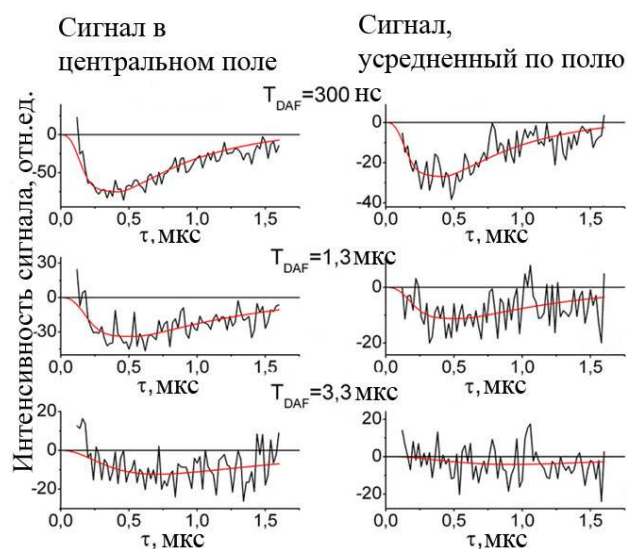 Сигнал в
центральном поле
Сигнал,
усредненный по полю
Интенсивность сигнала, отн.ед.
T_DAF=300 нс
0
-50
0,0 0,5 1,0 1,5
τ, мкс
0
-20
-40
0,0 0,5 1,0 1,5
τ, мкс
T_DAF=1,3 мкс
30
0
-30
0,0 0,5 1,0 1,5
τ, мкс
0
-20
0,0 0,5 1,0 1,5
τ, мкс
T_DAF=3,3 мкс
20
0
-20
0,0 0,5 1,0 1,5
τ, мкс
20
0
-20
0,0 0,5 1,0 1,5
τ, мкс